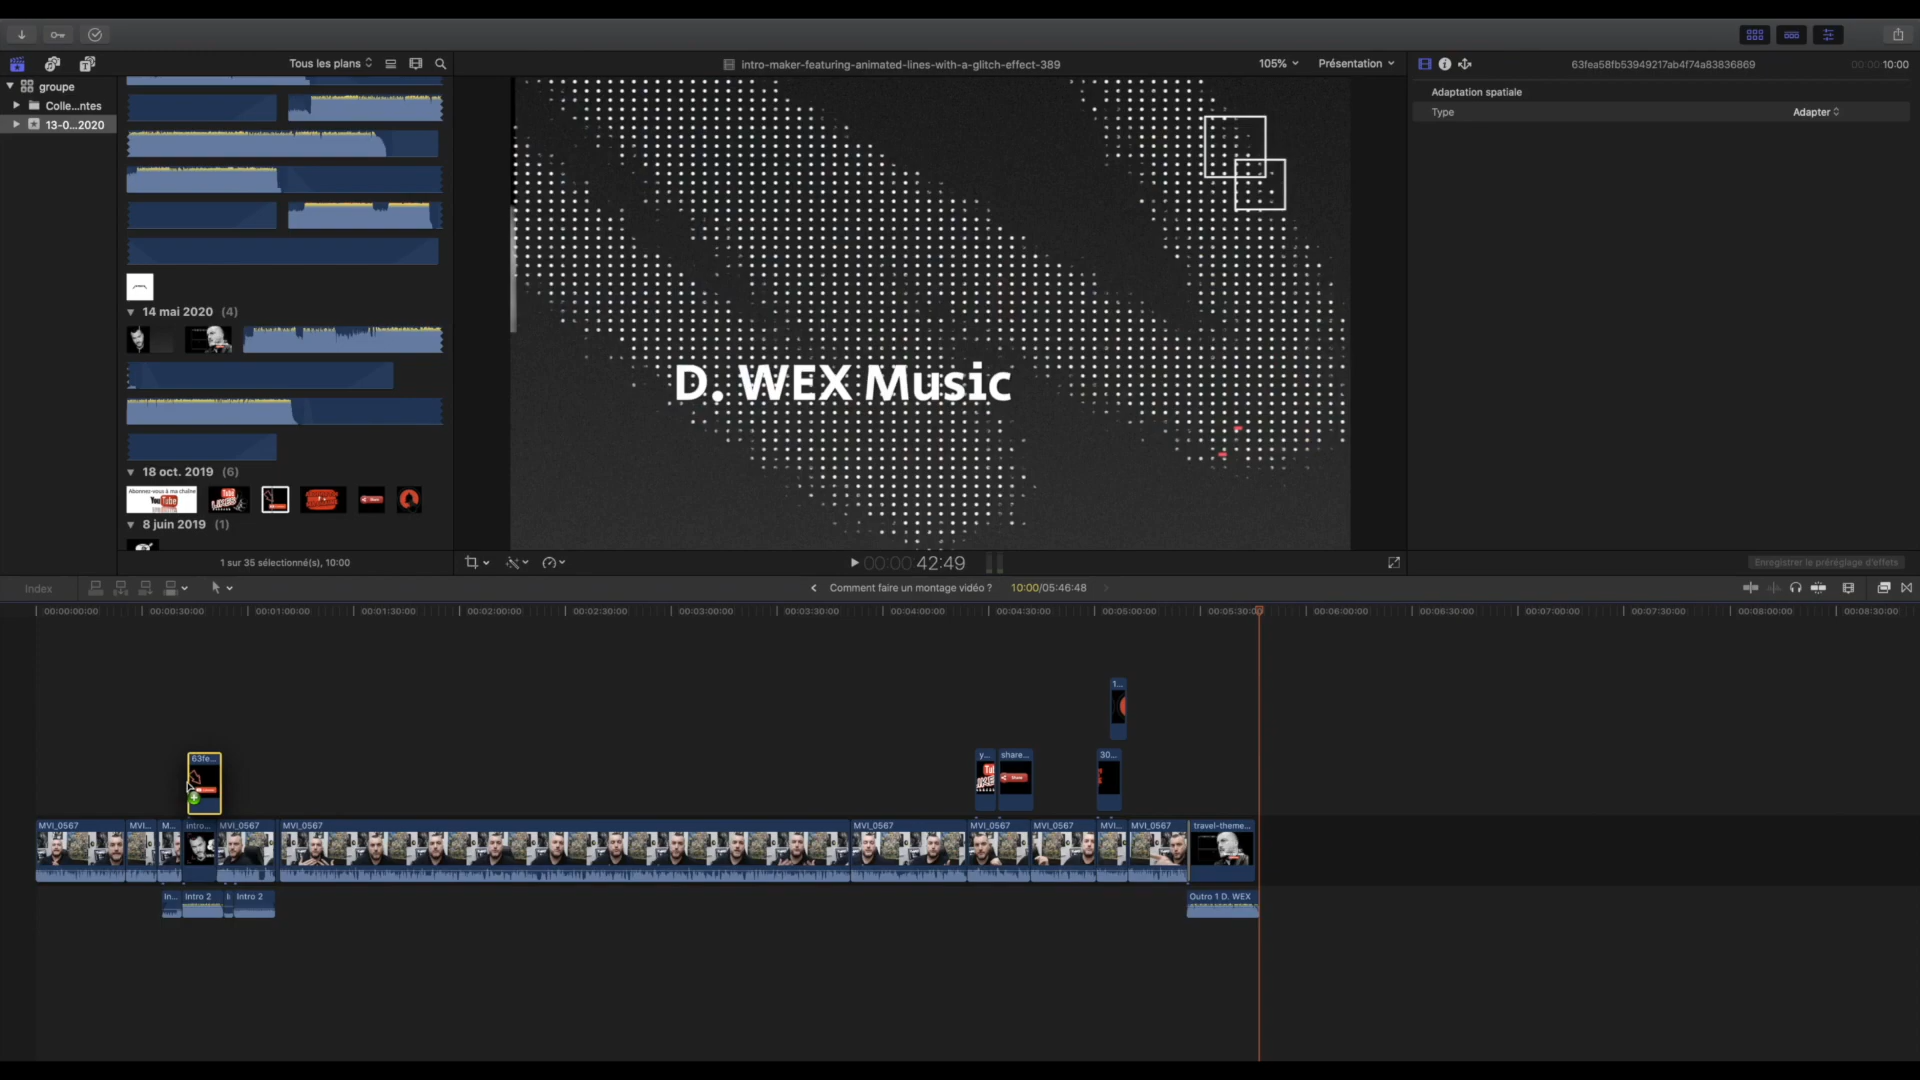 Tous les plans
intro-maker-featuring-animated-lines-with-a-glitch-effect-389
105%
Présentation
63fea58fb53949217ab4f74a83836869
00:00:10:00
groupe
Colle...ntes
13-0...2020
Adaptation spatiale
Type
Adapter
14 mai 2020 (4)
D. WEX Music
18 oct. 2019 (6)
Abonnez-vous à ma chaîne
YouTube
8 juin 2019 (1)
1 sur 35 sélectionné(s), 10:00
00:00:42:49
Enregistrer le préréglage d'effets
Index
Comment faire un montage vidéo ?
10:00/05:46:48
00:00:00:00
00:00:30:00
00:01:00:00
00:01:30:00
00:02:00:00
00:02:30:00
00:03:00:00
00:03:30:00
00:04:00:00
00:04:30:00
00:05:00:00
00:05:30:00
00:06:00:00
00:06:30:00
00:07:00:00
00:07:30:00
00:08:00:00
00:08:30:00
1...
63fe...
y...
share...
30...
Share
MVI_0567
MVI...
M...
intro...
MVI_0567
MVI_0567
MVI_0567
MVI_0567
MVI_0567
MVI...
MVI_0567
travel-theme...
In...
Intro 2
Intro 2
Outro 1 D. WEX